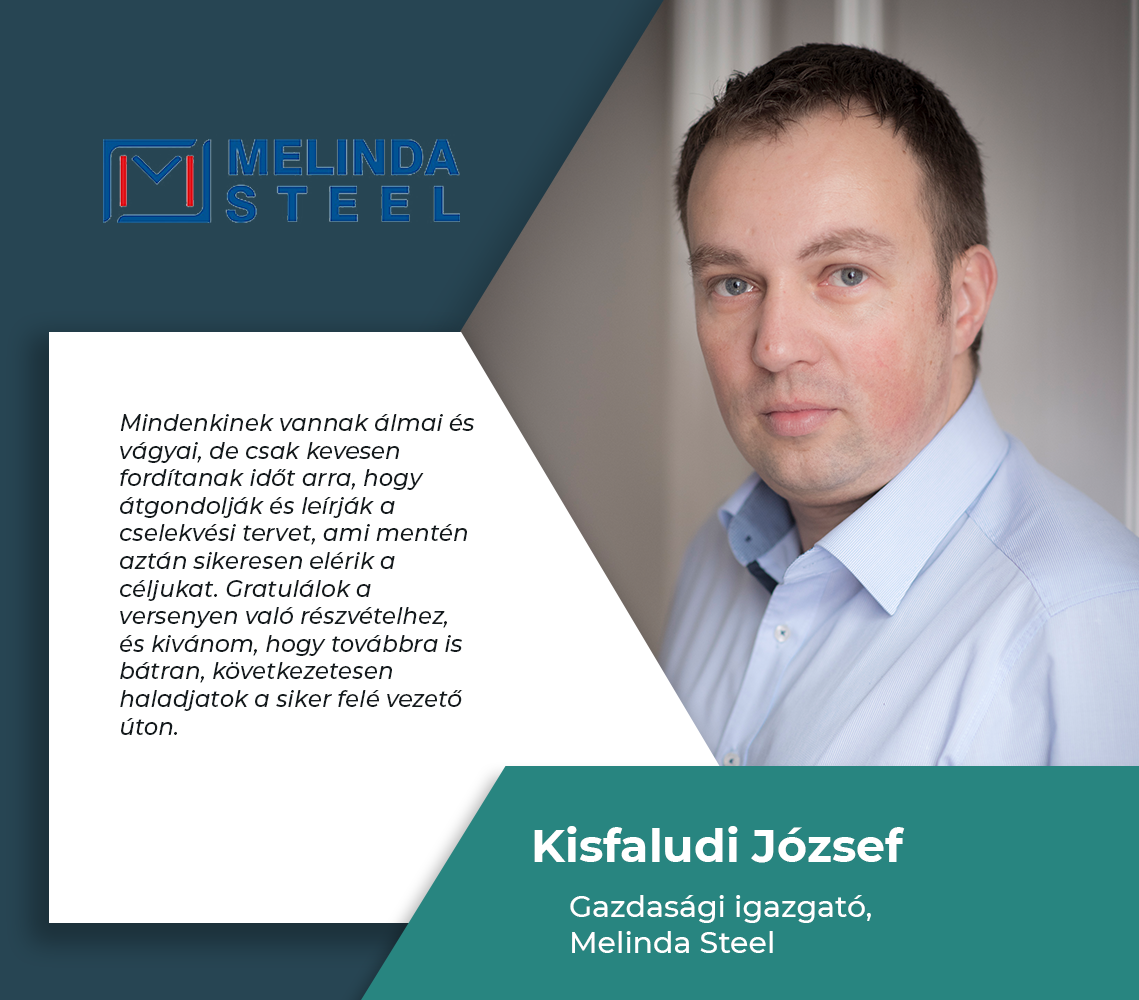 MELINDA
STEEL
Mindenkinek vannak álmai és
vágyai, de csak kevesen
fordítanak időt arra, hogy
átgondolják és leírják a
cselekvési tervet, ami mentén
aztán sikeresen elérik a
céljukat. Gratulálok a
versenyen való részvételhez,
és kivánom, hogy továbbra is
bátran, következetesen
haladjatok a siker felé vezető
úton.
Kisfaludi József
Gazdasági igazgató,
Melinda Steel